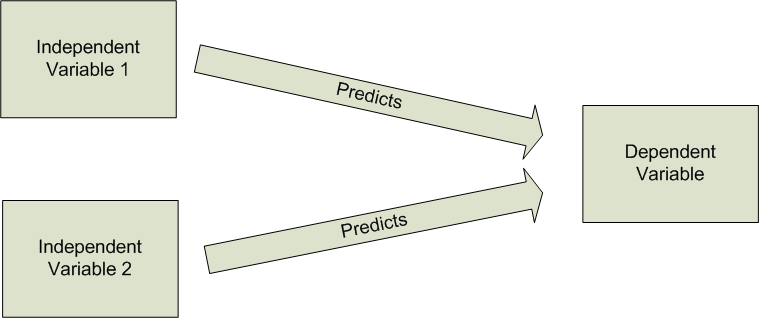 Independent
Variable 1
Predicts
Dependent
Variable
Predicts
Independent
Variable 2